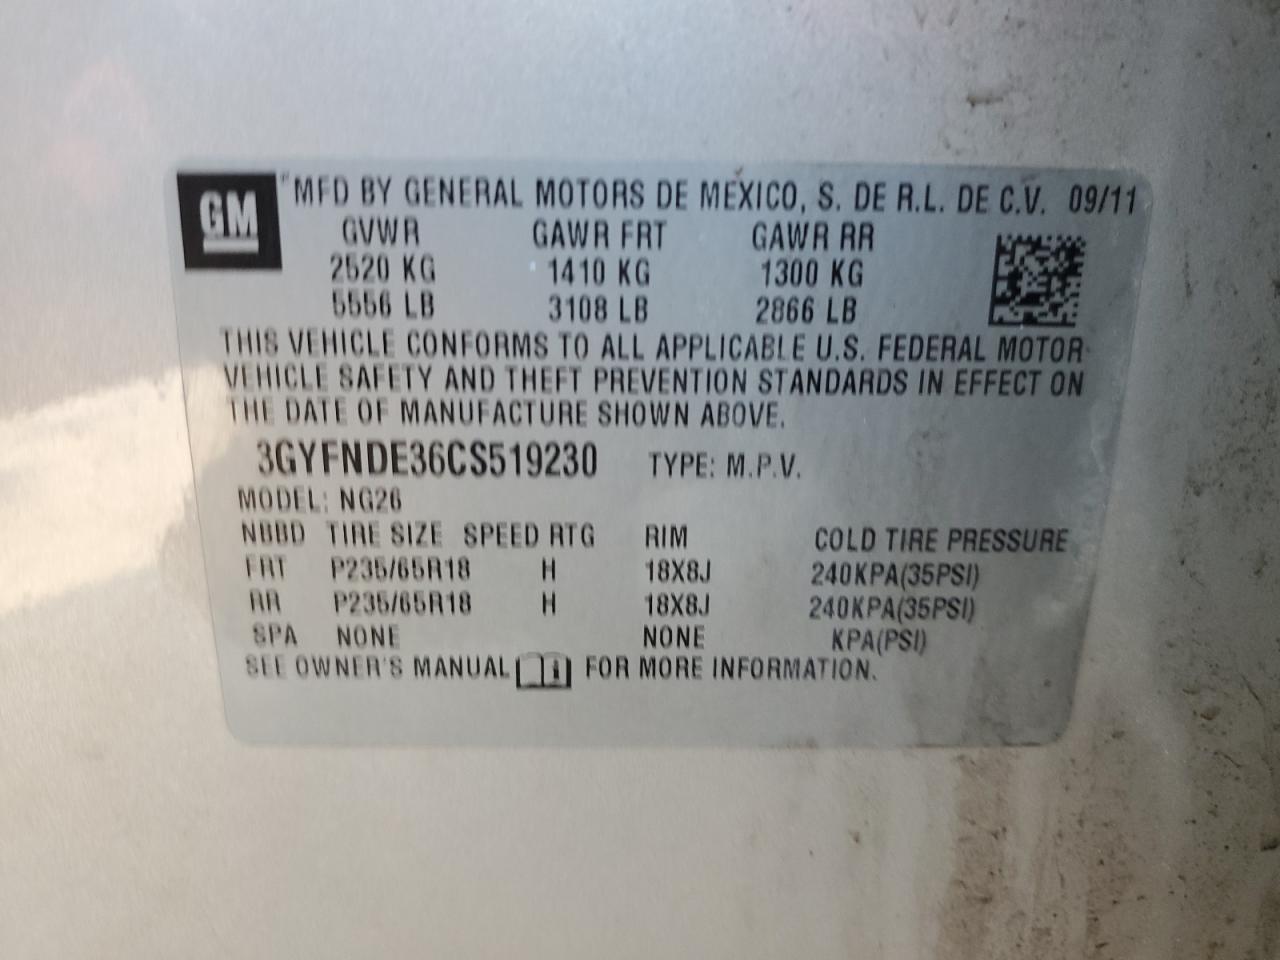 GM
MFD BY GENERAL MOTORS DE MEXICO, S. DE R.L. DE C.V. 09/11
GVWR GAWR FRT GAWR RR
2520 KG 1410 KG 1300 KG
5556 LB 3108 LB 2866 LB
THIS VEHICLE CONFORMS TO ALL APPLICABLE U.S. FEDERAL MOTOR
VEHICLE SAFETY AND THEFT PREVENTION STANDARDS IN EFFECT ON
THE DATE OF MANUFACTURE SHOWN ABOVE.
3GYFNDE36CS519230 TYPE: M.P.V.
MODEL: NG26
NBBD TIRE SIZE SPEED RTG RIM COLD TIRE PRESSURE
FRT P235/65R18 H 18X8J 240KPA(35PSI)
RR P235/65R18 H 18X8J 240KPA(35PSI)
SPA NONE NONE KPA(PSI)
SEE OWNER'S MANUAL FOR MORE INFORMATION.